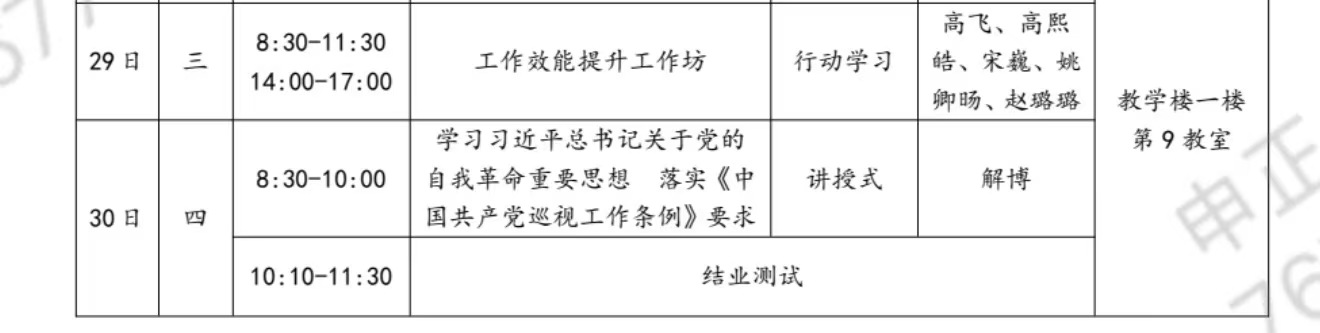 29日 三 8:30-11:30 14:00-17:00 工作效能提升工作坊 行动学习 高飞、高熙皓、宋巍、姚卿旸、赵璐璐 教学楼一楼第9教室
30日 四 8:30-10:00 学习习近平总书记关于党的自我革命重要思想 落实《中国共产党巡视工作条例》要求 讲授式 解博
10:10-11:30 结业测试
申正